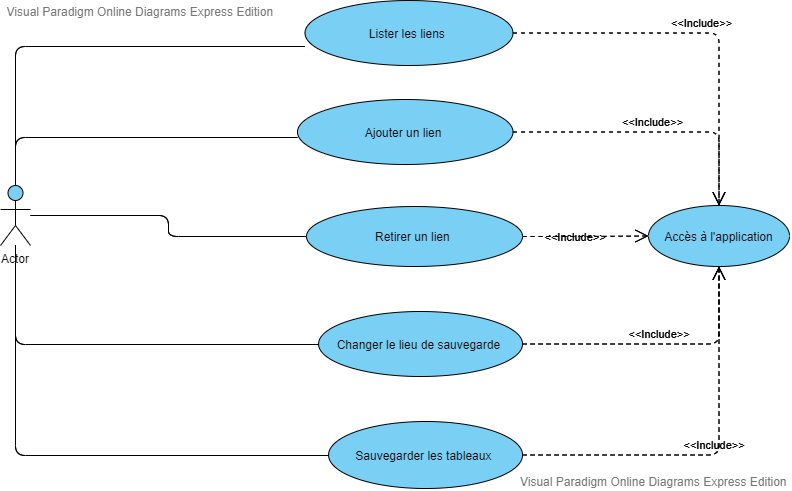 Visual Paradigm Online Diagrams Express Edition
Lister les liens
<<Include>>
Ajouter un lien
<<Include>>
Retirer un lien
<<Include>>
Accès à l'application
Actor
Changer le lieu de sauvegarde
<<Include>>
Sauvegarder les tableaux
<<Include>>
Visual Paradigm Online Diagrams Express Edition